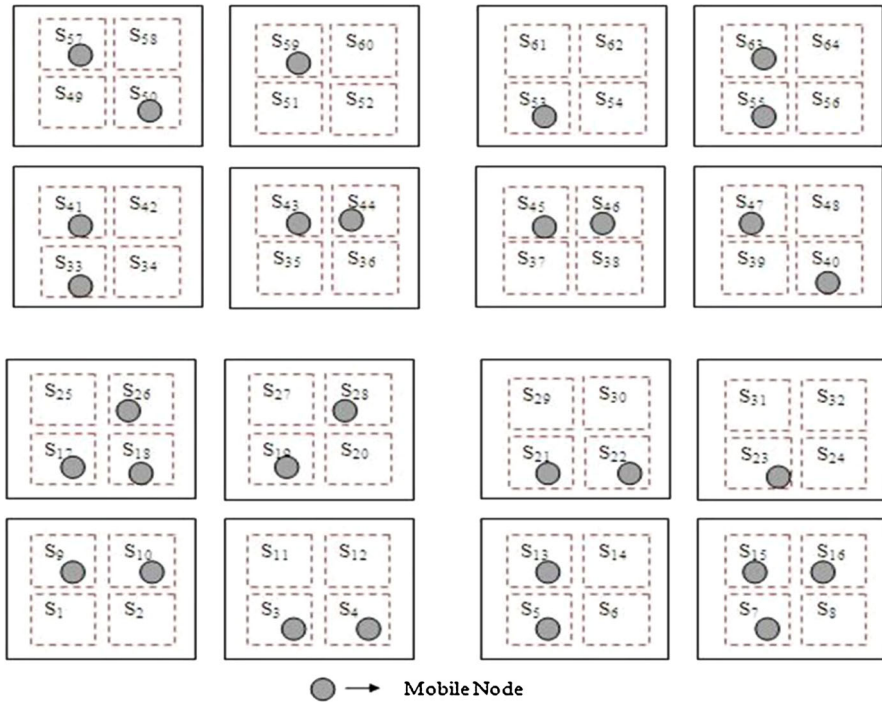 S57 S58 S59 S60 S61 S62 S63 S64
S49 S50 S51 S52 S53 S54 S55 S56
S41 S42 S43 S44 S45 S46 S47 S48
S33 S34 S35 S36 S37 S38 S39 S40
S25 S26 S27 S28 S29 S30 S31 S32
S17 S18 S19 S20 S21 S22 S23 S24
S9 S10 S11 S12 S13 S14 S15 S16
S1 S2 S3 S4 S5 S6 S7 S8
Mobile Node